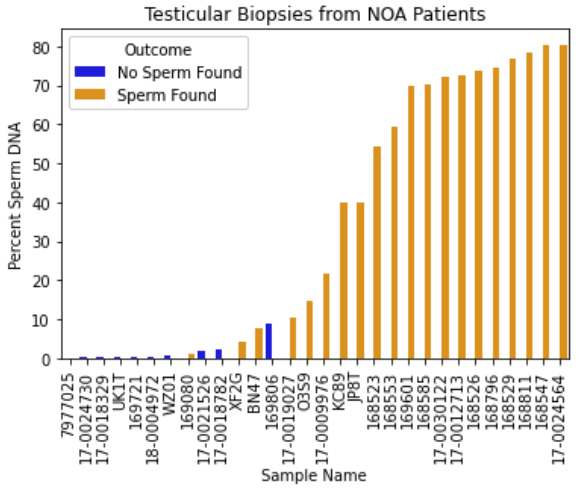 Testicular Biopsies from NOA Patients
Outcome
No Sperm Found
Sperm Found
Percent Sperm DNA
80
70
60
50
40
30
20
10
0
7977025
17-0024730
17-0018329
UK1T
169721
18-0004972
WZ01
169080
17-0021526
17-0018782
XF2G
BN47
169806
17-0019027
O3S9
17-0009976
KC89
JP8T
168523
168553
169601
168585
17-0030122
17-0012713
168526
168796
168529
168811
168547
17-0024564
Sample Name